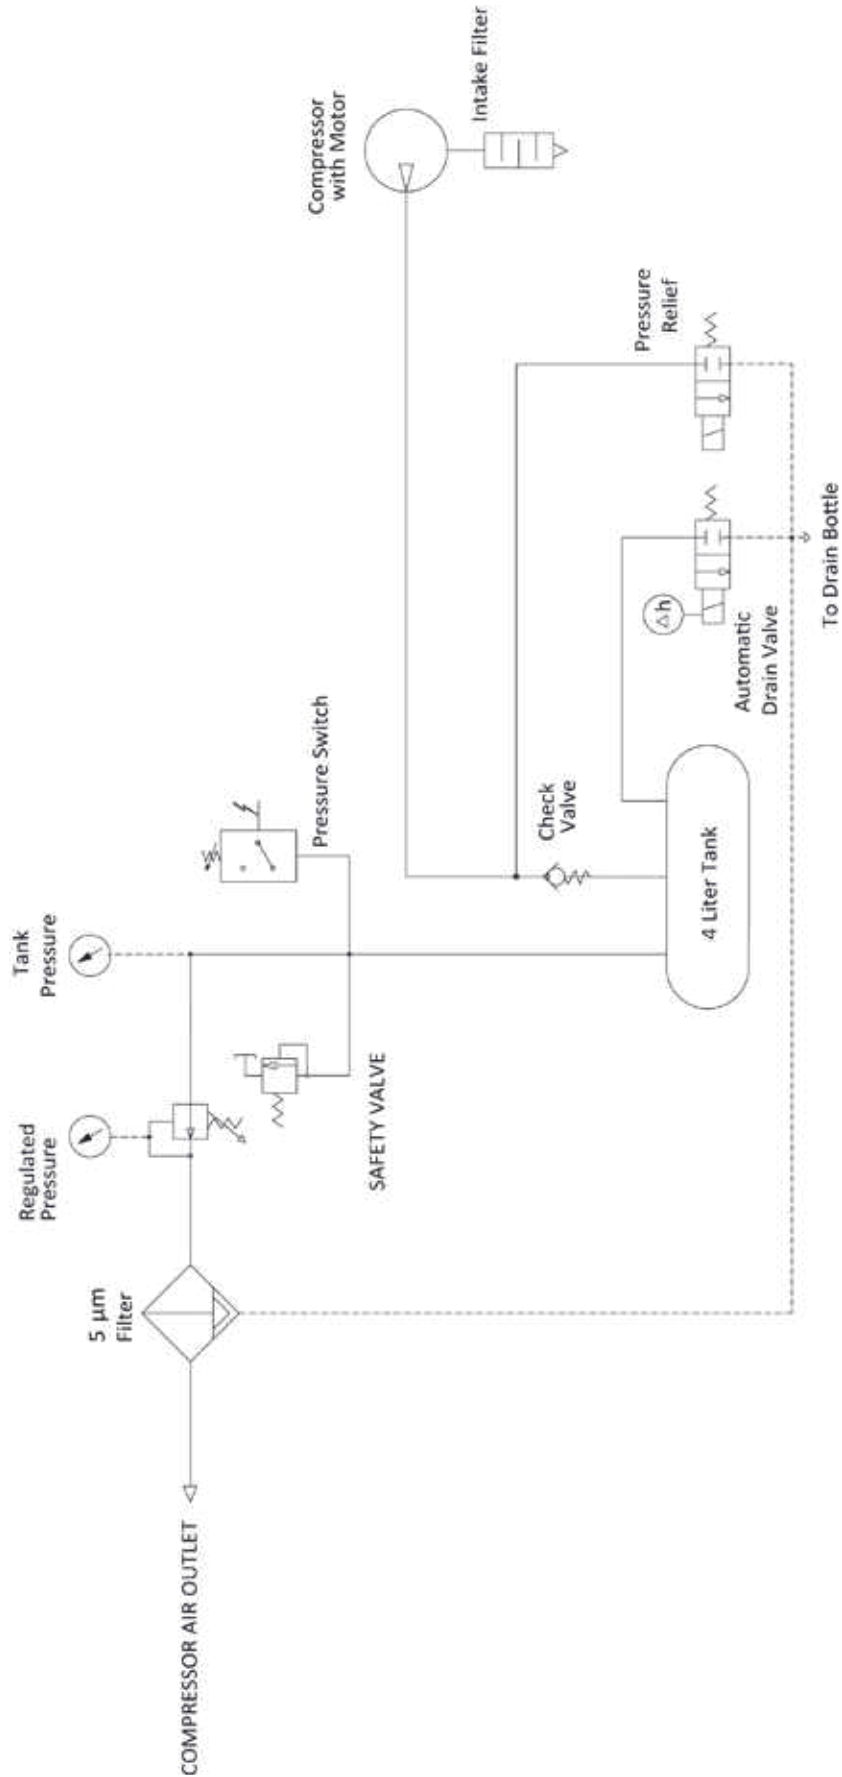 COMPRESSOR AIR OUTLET
5 µm
Filter
Regulated
Pressure
Tank
Pressure
SAFETY VALVE
Pressure Switch
Compressor
with Motor
Intake Filter
Check
Valve
4 Liter Tank
Δh
Automatic
Drain Valve
Pressure
Relief
To Drain Bottle